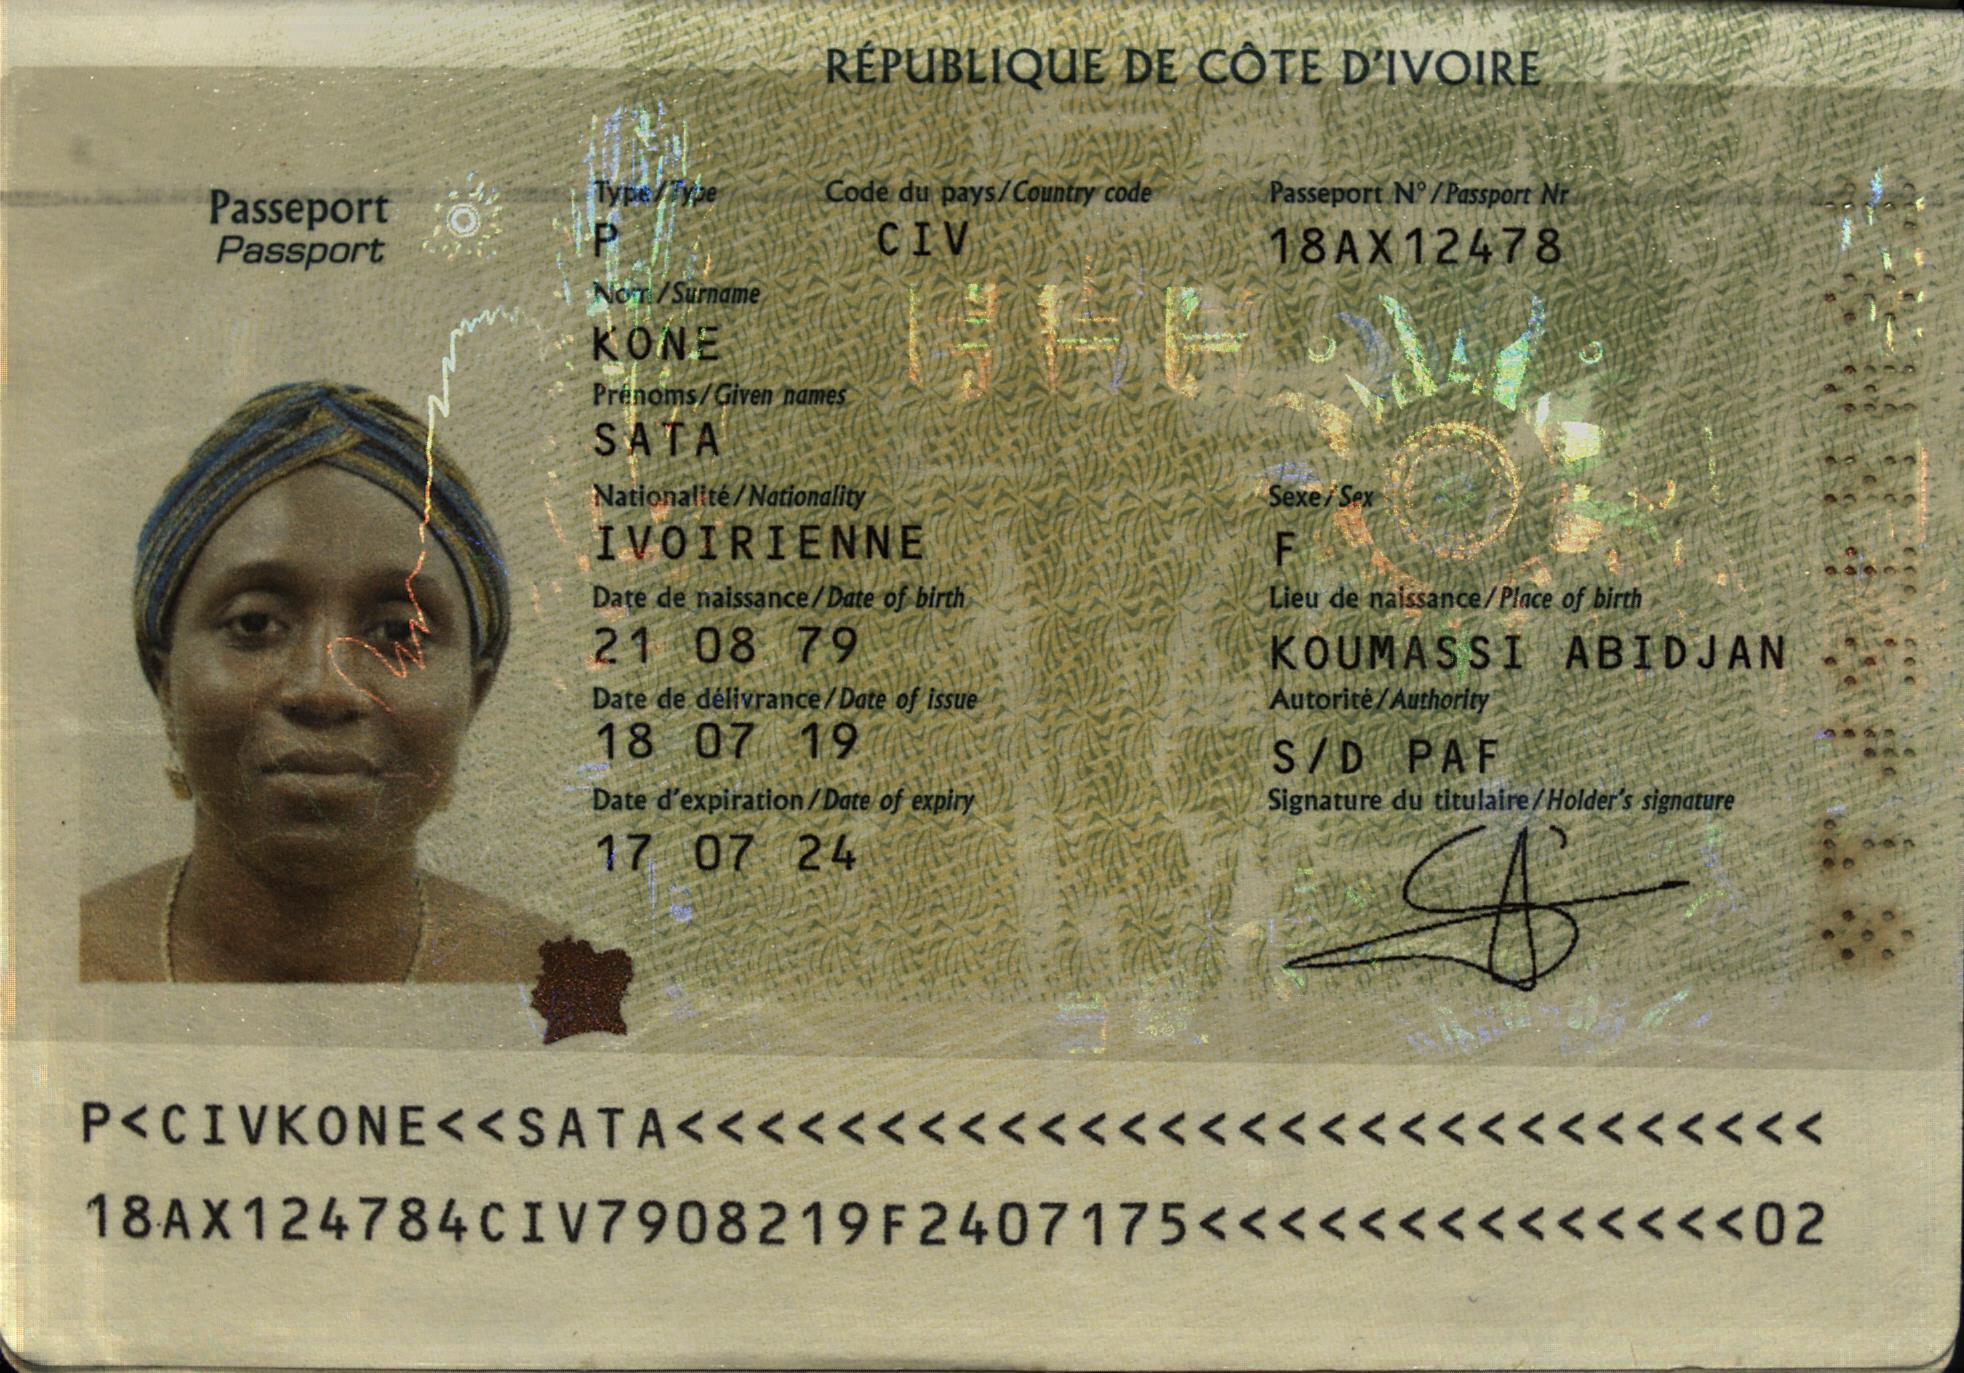 RÉPUBLIQUE DE CÔTE D'IVOIRE
Passeport
Passport
Type/Type
P
Code du pays/Country code
CIV
Passeport N°/Passport Nr
18AX12478
Nom/Surname
KONE
Prénoms/Given names
SATA
Nationalité/Nationality
IVOIRIENNE
Sexe/Sex
F
Date de naissance/Date of birth
21 08 79
Lieu de naissance/Place of birth
KOUMASSI ABIDJAN
Date de délivrance/Date of issue
18 07 19
Autorité/Authority
S/D PAF
Date d'expiration/Date of expiry
17 07 24
Signature du titulaire/Holder's signature
P<CIVKONE<<SATA<<<<<<<<<<<<<<<<<<<<<<<<<<<<<
18AX124784CIV7908219F2407175<<<<<<<<<<<<<<02